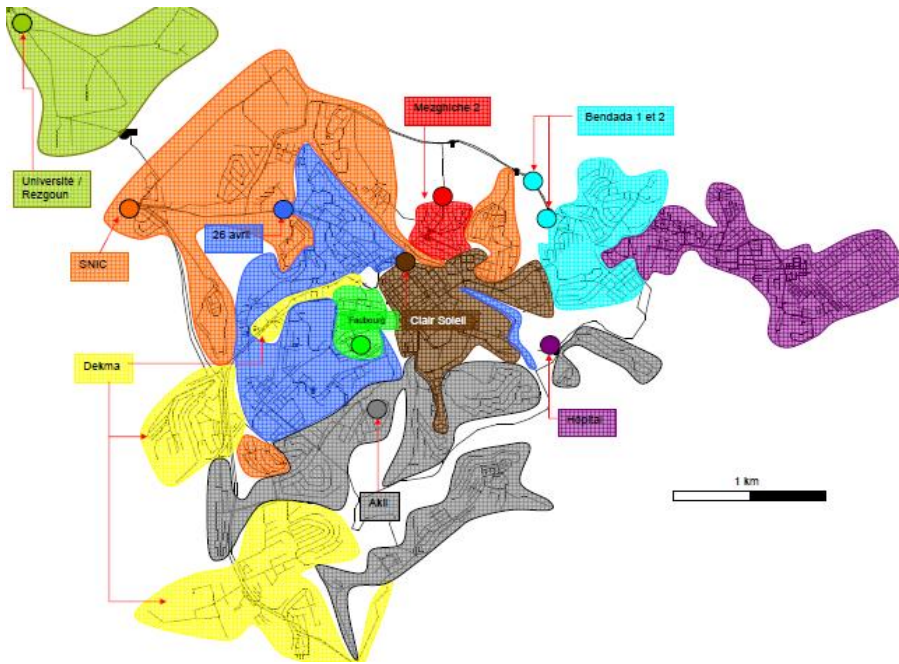 Mezghiche 2
Bendada 1 et 2
Université /
Rezgoun
26 avril
SNIC
Faubourg
Clair Soleil
Dekma
Hôpital
1 km
Akli